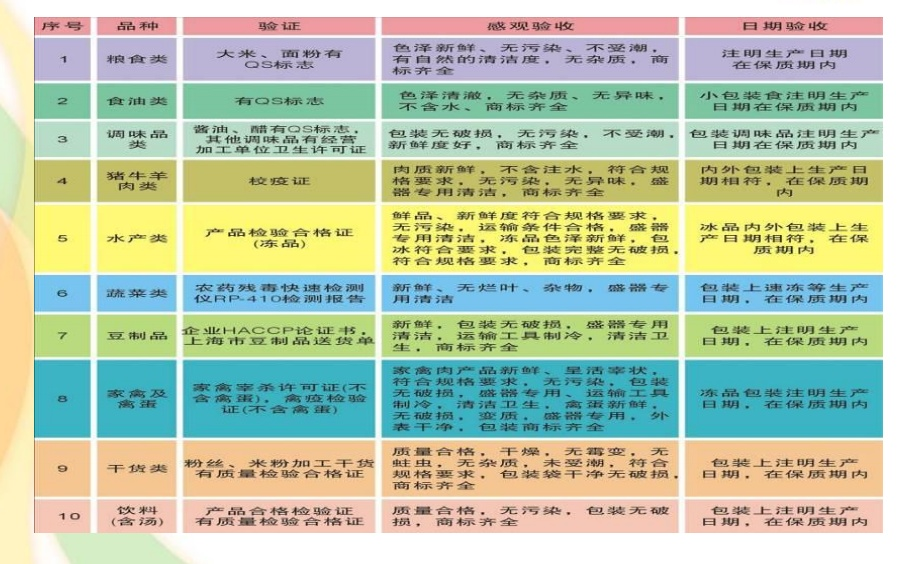 序号 品种 验证 感观验收 日期验收
1 粮食类 大米、面粉有 QS标志 色泽新鲜、无污染、不受潮， 有自然的清洁度，无杂质，商 标齐全 注明生产日期 在保质期内
2 食油类 有QS标志 色泽清澈，无杂质、无异味， 不含水、商标齐全 小包装食注明生产 日期在保质期内
3 调味品 类 酱油、醋有QS标志， 其他调味品有经营 加工单位卫生许可证 包装无破损，无污染，不受潮， 新鲜度好，商标齐全 包装调味品注明生产 日期在保质期内
4 猪牛羊 肉类 校疫证 肉质新鲜，不含注水，符合规 格要求，无污染，无异味，盛 器专用清洁，商标齐全 内外包装上生产日 期相符，在保质期 内
5 水产类 产品检验合格证 (冻品) 鲜品、新鲜度符合规格要求， 无污染，运输条件合格，盛器 专用清洁，冻品色泽新鲜，包 冰符合要求，包装完整无破损， 符合规格要求，商标齐全 冰品内外包装上生 产日期相符，在保 质期内
6 蔬菜类 农药残毒快速检测 仪RP-410检测报告 新鲜、无烂叶、杂物，盛器专 用清洁 包装上速冻等生产 日期，在保质期内
7 豆制品 企业HACCP论证书， 上海市豆制品送货单 新鲜，包装无破损，盛器专用 清洁，运输工具制冷，清洁卫 生，商标齐全 包装上注明生产 日期，在保质期内
8 家禽及 禽蛋 家禽宰杀许可证(不 含禽蛋)，禽疫检验 证(不含禽蛋) 家禽肉产品新鲜、呈活宰状， 符合规格要求，无污染，包装 无破损，盛器专用、运输工具 制冷，清洁卫生，禽蛋新鲜， 无破损，变质，盛器专用，外 表干净，包装商标齐全 冻品包装注明生产 日期，在保质期内
9 干货类 粉丝、米粉加工干货 有质量检验合格证 质量合格，干燥，无霉变，无 蛀虫，无杂质，未受潮，符合 规格要求，包装袋干净无破损， 商标齐全 包装上注明生产 日期，在保质期内
10 饮料 (含汤) 产品合格检验证 有质量检验合格证 质量合格，无污染，包装无破 损，商标齐全 包装上注明生产 日期，在保质期内